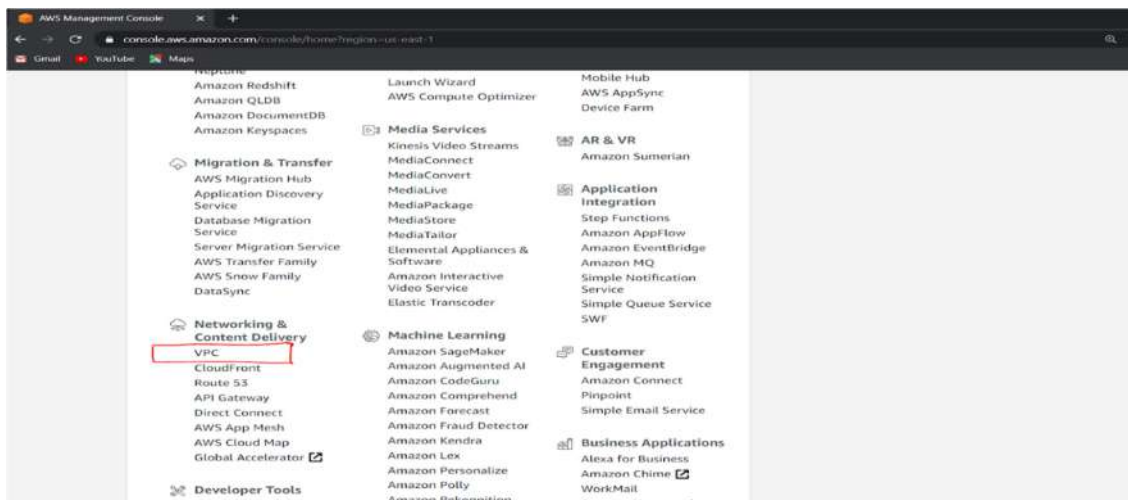 AWS Management Console
console.aws.amazon.com/console/home?region=us-east-1
Gmail
YouTube
Maps
Neptune
Amazon Redshift
Amazon QLDB
Amazon DocumentDB
Amazon Keyspaces
Migration & Transfer
AWS Migration Hub
Application Discovery
Service
Database Migration
Service
Server Migration Service
AWS Transfer Family
AWS Snow Family
DataSync
Networking &
Content Delivery
VPC
CloudFront
Route 53
API Gateway
Direct Connect
AWS App Mesh
AWS Cloud Map
Global Accelerator
Developer Tools
Launch Wizard
AWS Compute Optimizer
Media Services
Kinesis Video Streams
MediaConnect
MediaConvert
MediaLive
MediaPackage
MediaStore
MediaTailor
Elemental Appliances &
Software
Amazon Interactive
Video Service
Elastic Transcoder
Machine Learning
Amazon SageMaker
Amazon Augmented AI
Amazon CodeGuru
Amazon Comprehend
Amazon Forecast
Amazon Fraud Detector
Amazon Kendra
Amazon Lex
Amazon Personalize
Amazon Polly
Amazon Rekognition
Mobile Hub
AWS AppSync
Device Farm
AR & VR
Amazon Sumerian
Application
Integration
Step Functions
Amazon AppFlow
Amazon EventBridge
Amazon MQ
Simple Notification
Service
Simple Queue Service
SWF
Customer
Engagement
Amazon Connect
Pinpoint
Simple Email Service
Business Applications
Alexa for Business
Amazon Chime
WorkMail